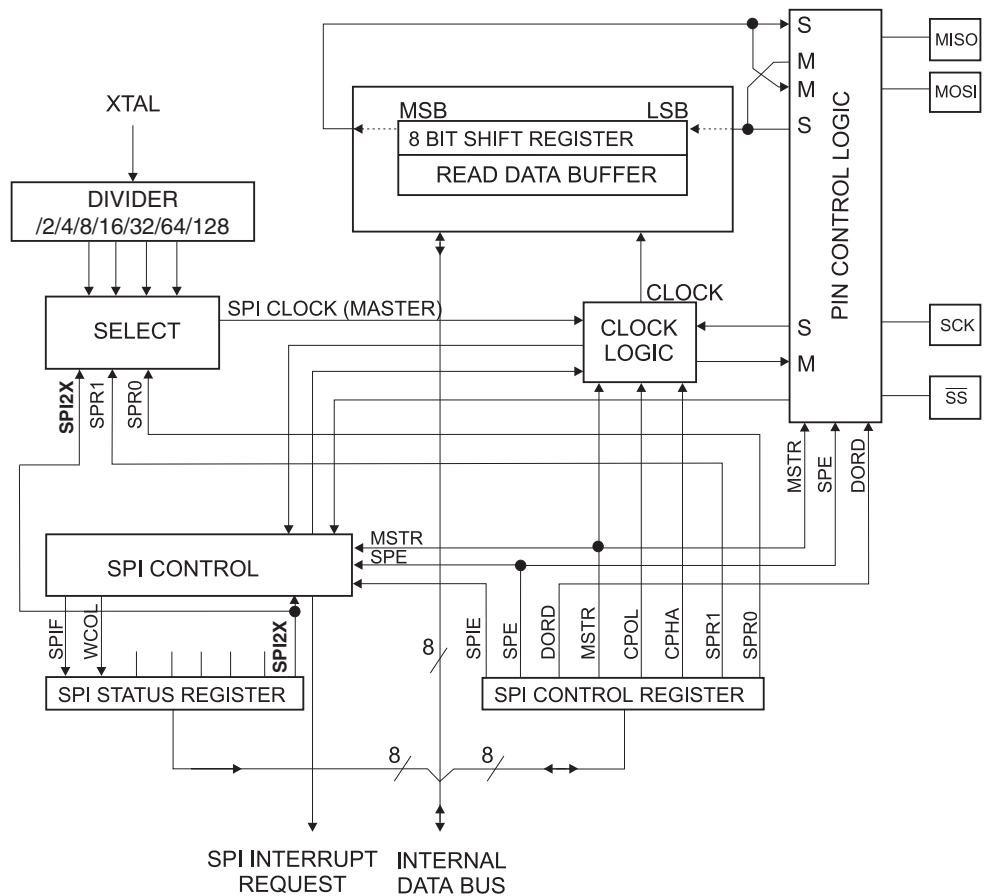 S
MISO
M
XTAL
MSB
LSB
M
MOSI
8 BIT SHIFT REGISTER
S
READ DATA BUFFER
DIVIDER
/2/4/8/16/32/64/128
PIN CONTROL LOGIC
SPI CLOCK (MASTER)
CLOCK
SELECT
CLOCK
LOGIC
S
SCK
M
SPI2X
SPR1
SPR0
SS
MSTR
SPE
DORD
MSTR
SPE
SPI CONTROL
SPIF
WCOL
SPI2X
8
SPIE
SPE
DORD
MSTR
CPOL
CPHA
SPR1
SPR0
SPI STATUS REGISTER
SPI CONTROL REGISTER
8
8
SPI INTERRUPT
REQUEST
INTERNAL
DATA BUS